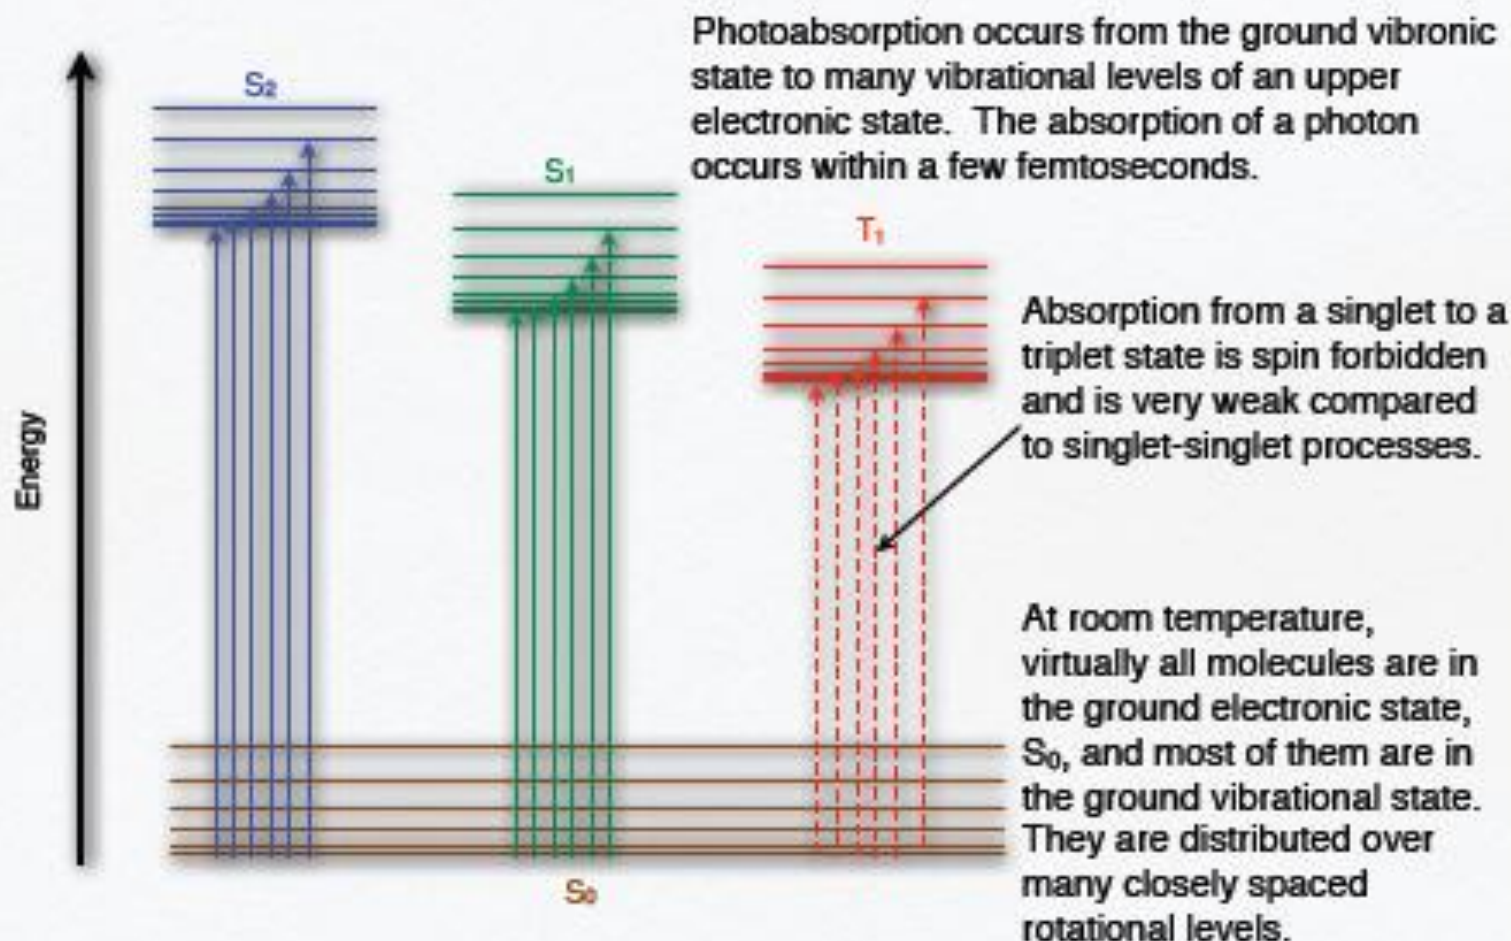 Photoabsorption occurs from the ground vibronic
state to many vibrational levels of an upper
electronic state. The absorption of a photon
occurs within a few femtoseconds.
S₂
S₁
T₁
Absorption from a singlet to a
triplet state is spin forbidden
and is very weak compared
to singlet-singlet processes.
Energy
At room temperature,
virtually all molecules are in
the ground electronic state,
S₀, and most of them are in
the ground vibrational state.
They are distributed over
many closely spaced
rotational levels.
S₀